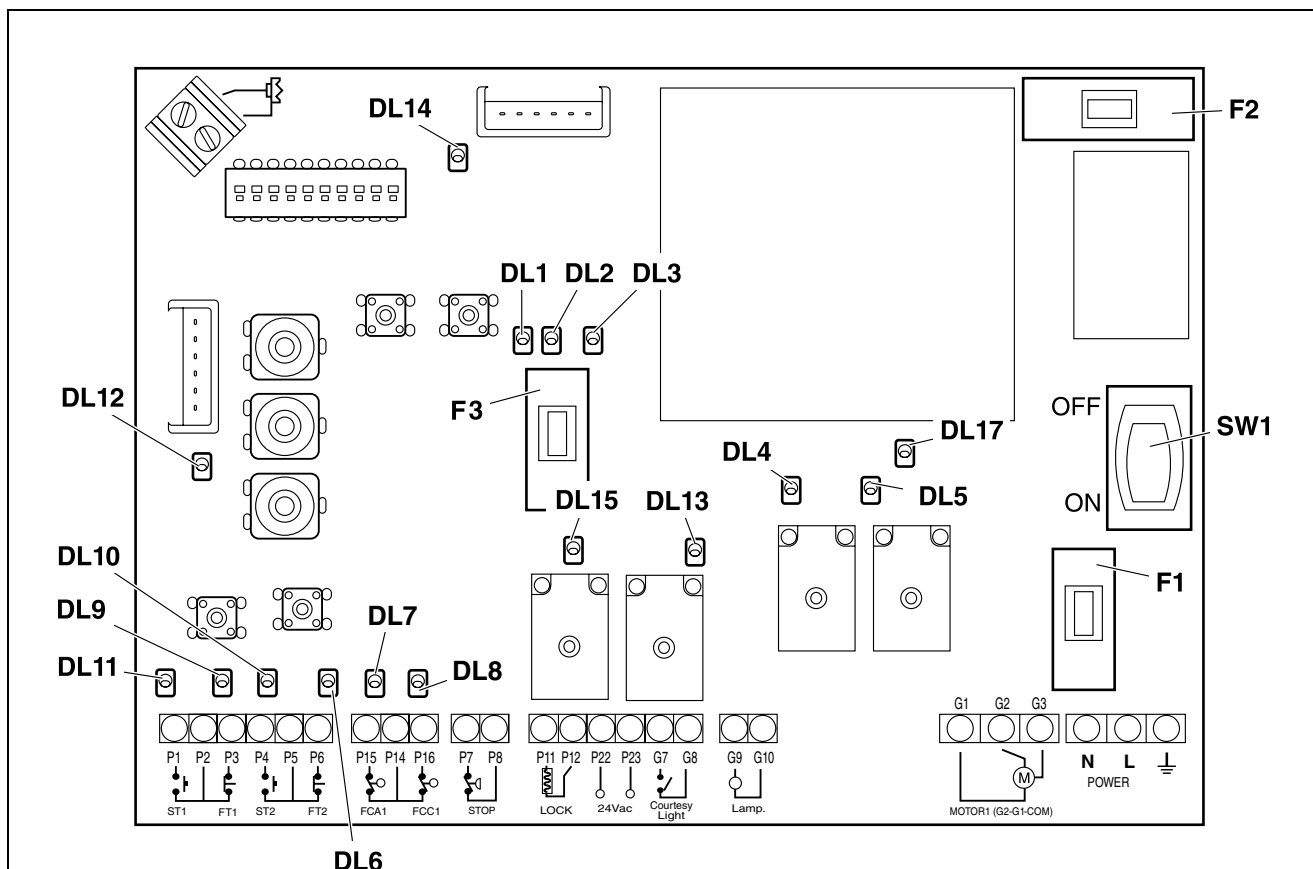 F2
DL14
DL1 DL2 DL3
DL12
F3
OFF
SW1
ON
DL17
DL4
DL5
DL15 DL13
F1
DL10
DL9
DL7
DL11
DL8
G1 G2 G3
P1 P2 P3 P4 P5 P6 P15 P14 P16 P7 P8 P11 P12 P22 P23 G7 G8 G9 G10
N L
POWER
M
ST1 FT1 ST2 FT2 FCA1 FCC1 STOP LOCK 24Vac Courtesy Light Lamp. MOTOR1 (G2-G1-COM)
DL6